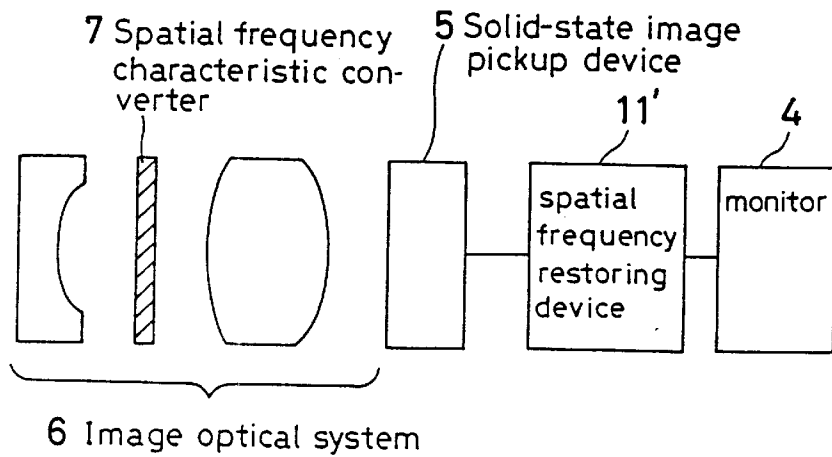 7 Spatial frequency
characteristic con-
verter
5 Solid-state image
pickup device
11'
4
spatial
frequency
restoring
device
monitor
6 Image optical system